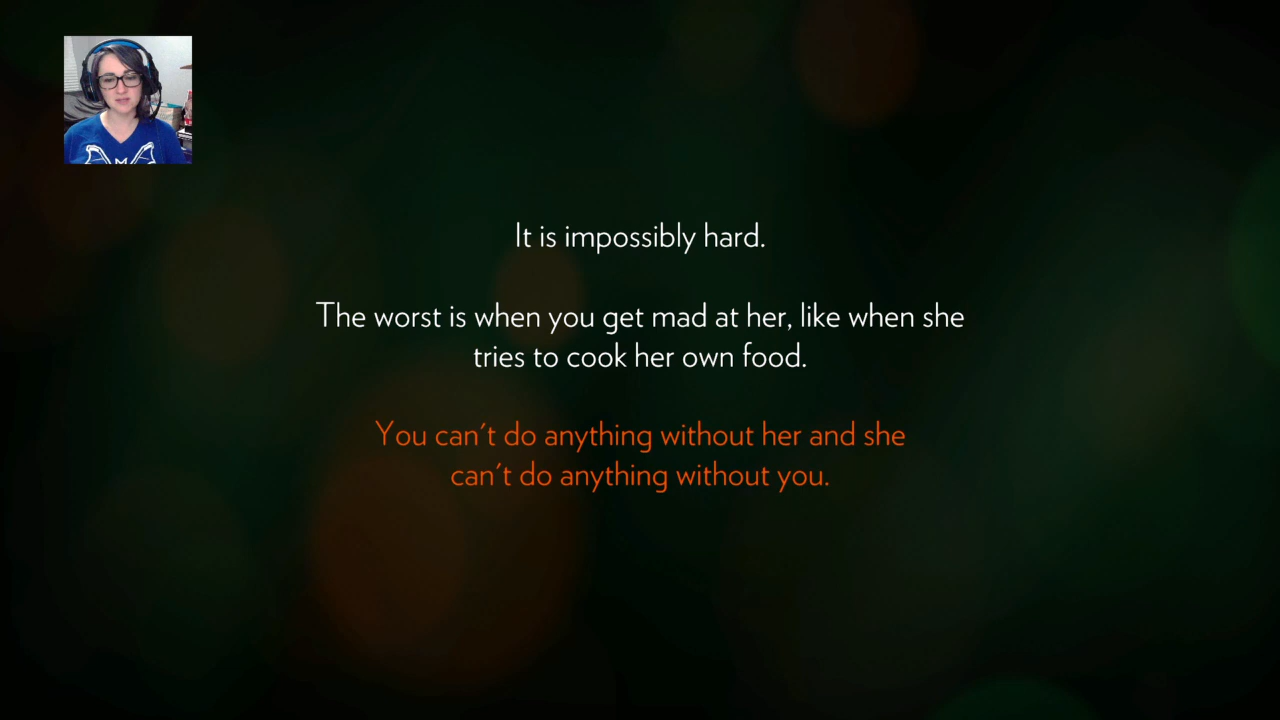 It is impossibly hard.
The worst is when you get mad at her, like when she
tries to cook her own food.
You can't do anything without her and she
can't do anything without you.